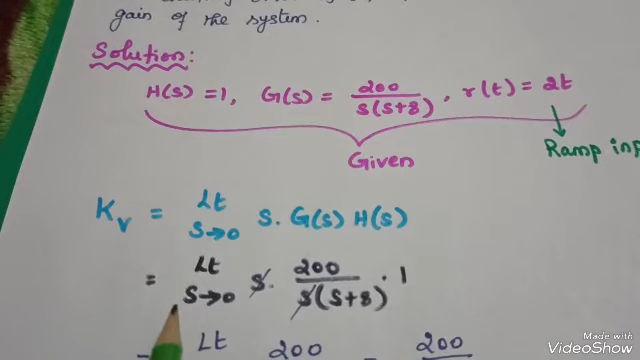 gain of the system.
Solution:
H(s) = 1, G(s) = 200 / s(s+8), r(t) = 2t
Given
Ramp inp
Kv = Lt s→0 s. G(s) H(s)
= Lt s→0 s. 200 / s(s+8) . 1
= Lt 200 = 200
Made with
VideoShow